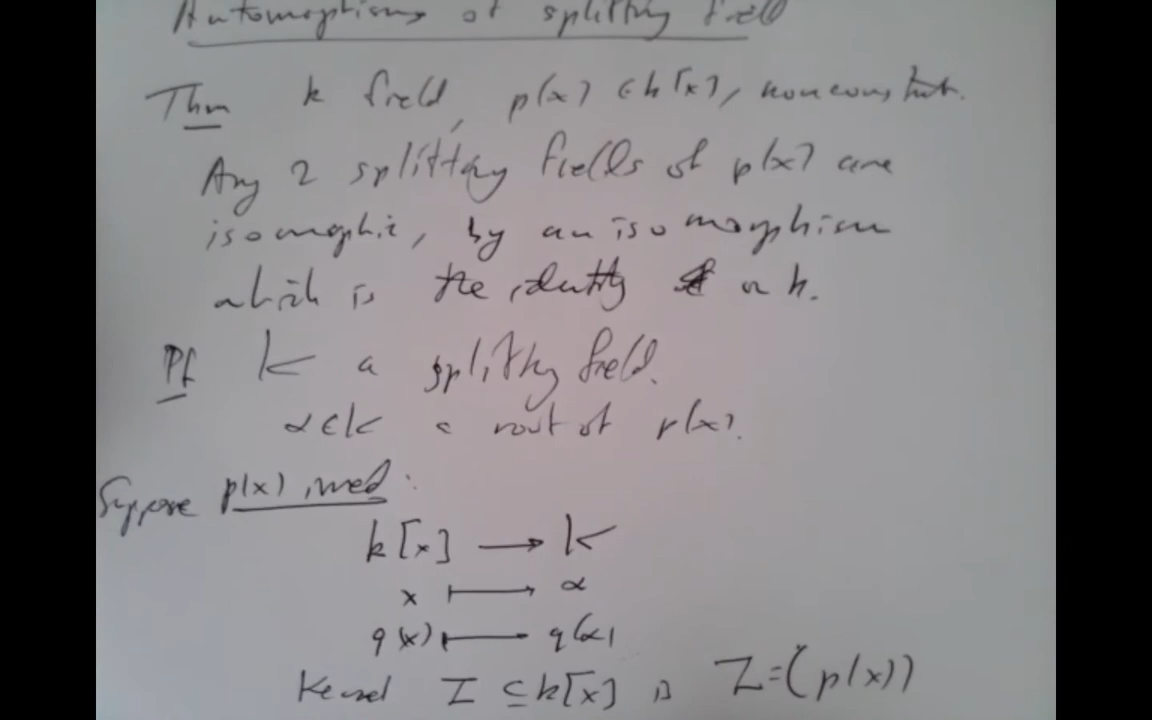 Automorphisms of splitting field
Thm k field, p(x) ∈ k[x], nonconstant.
Any 2 splitting fields of p(x) are
isomorphic, by an isomorphism
which is the identity on k.
Pf K a splitting field.
α ∈ K a root of p(x).
Suppose p(x) irred:
k[x] ⟶ K
x ⟼ α
q(x) ⟼ q(α)
Kernel I ⊆ k[x] is I=(p(x))